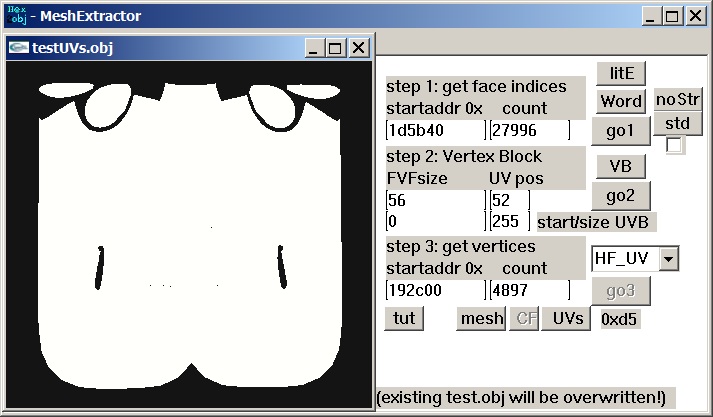 Hex
obj
- MeshExtractor
testUVs.obj
step 1: get face indices
startaddr 0x count
1d5b40 27996
litE
Word
noStr
go1
std
step 2: Vertex Block
FVFsize UV pos
56 52
0 255 start/size UVB
VB
go2
step 3: get vertices
startaddr 0x count
192c00 4897
HF_UV
go3
tut mesh CF UVs 0xd5
(existing test.obj will be overwritten!)